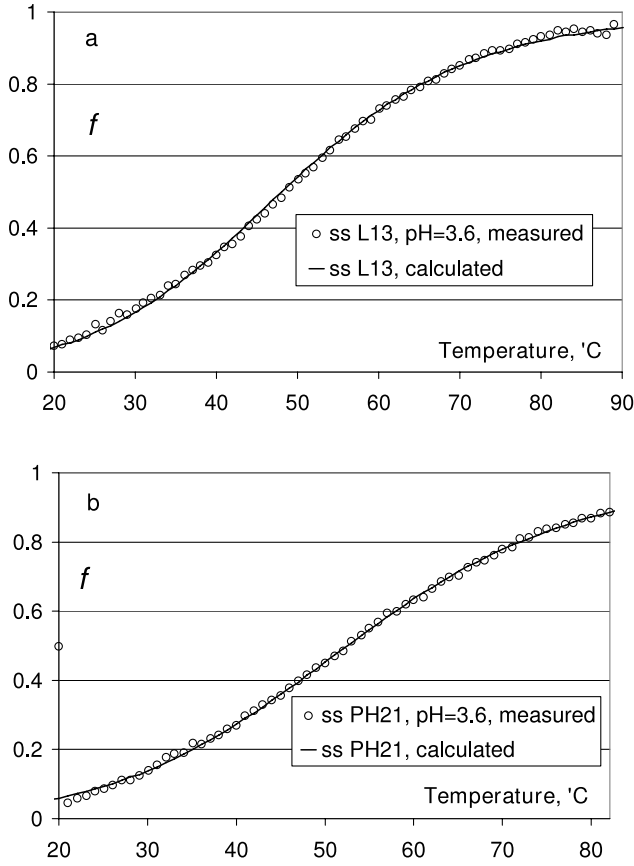 1
a
0.8
f
0.6
0.4
ss L13, pH=3.6, measured
ss L13, calculated
0.2
Temperature, 'C
0
20 30 40 50 60 70 80 90
1
b
0.8
f
0.6
0.4
ss PH21, pH=3.6, measured
ss PH21, calculated
0.2
Temperature, 'C
0
20 30 40 50 60 70 80